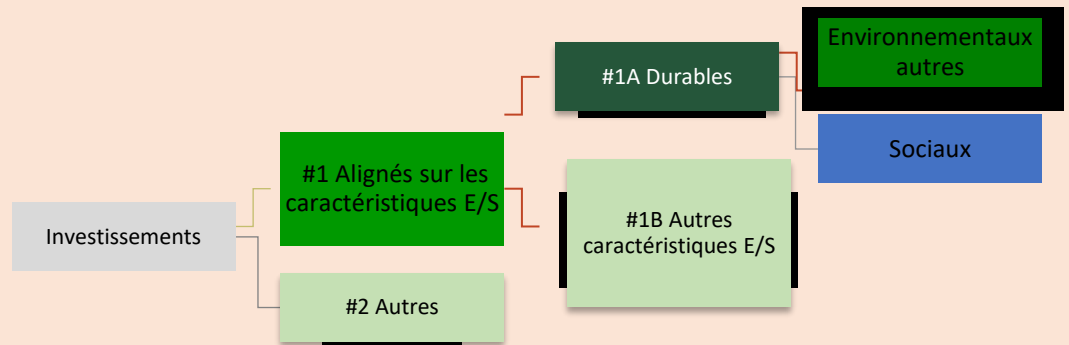 Investissements
#1 Alignés sur les
caractéristiques E/S
#2 Autres
#1A Durables
#1B Autres
caractéristiques E/S
Environnementaux
autres
Sociaux